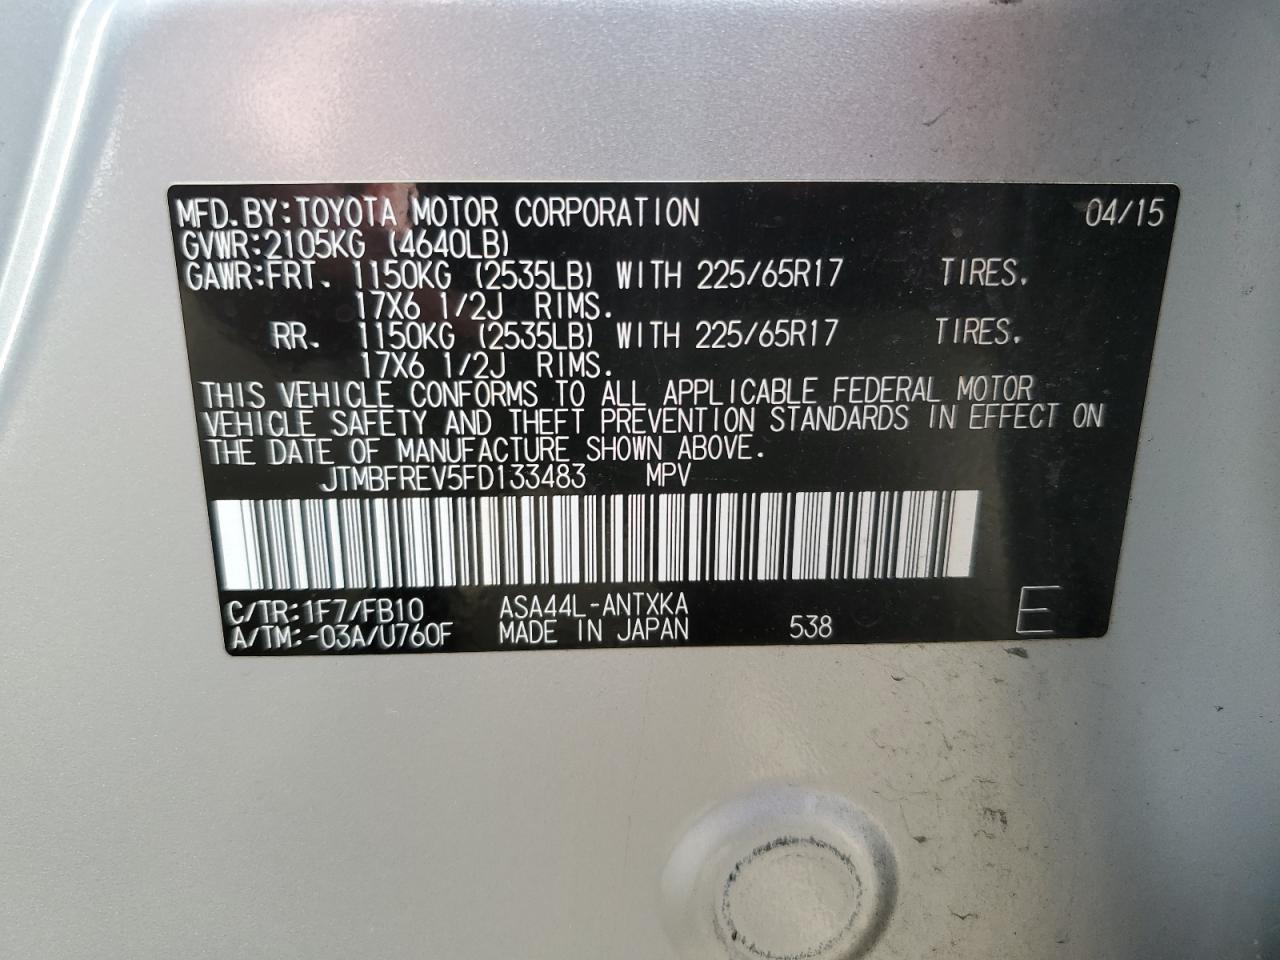 MFD.BY:TOYOTA MOTOR CORPORATION 04/15
GVWR:2105KG (4640LB)
GAWR:FRT. 1150KG (2535LB) WITH 225/65R17 TIRES.
17X6 1/2J RIMS.
RR. 1150KG (2535LB) WITH 225/65R17 TIRES.
17X6 1/2J RIMS.
THIS VEHICLE CONFORMS TO ALL APPLICABLE FEDERAL MOTOR
VEHICLE SAFETY AND THEFT PREVENTION STANDARDS IN EFFECT ON
THE DATE OF MANUFACTURE SHOWN ABOVE.
JTMBFREV5FD133483 MPV
C/TR:1F7/FB10 ASA44L-ANTXKA
A/TM:-03A/U760F MADE IN JAPAN 538 E